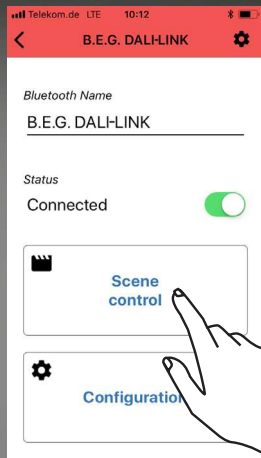 Telekom.de LTE 10:12
B.E.G. DALI-LINK
Bluetooth Name
B.E.G. DALI-LINK
Status
Connected
Scene
control
Configuration